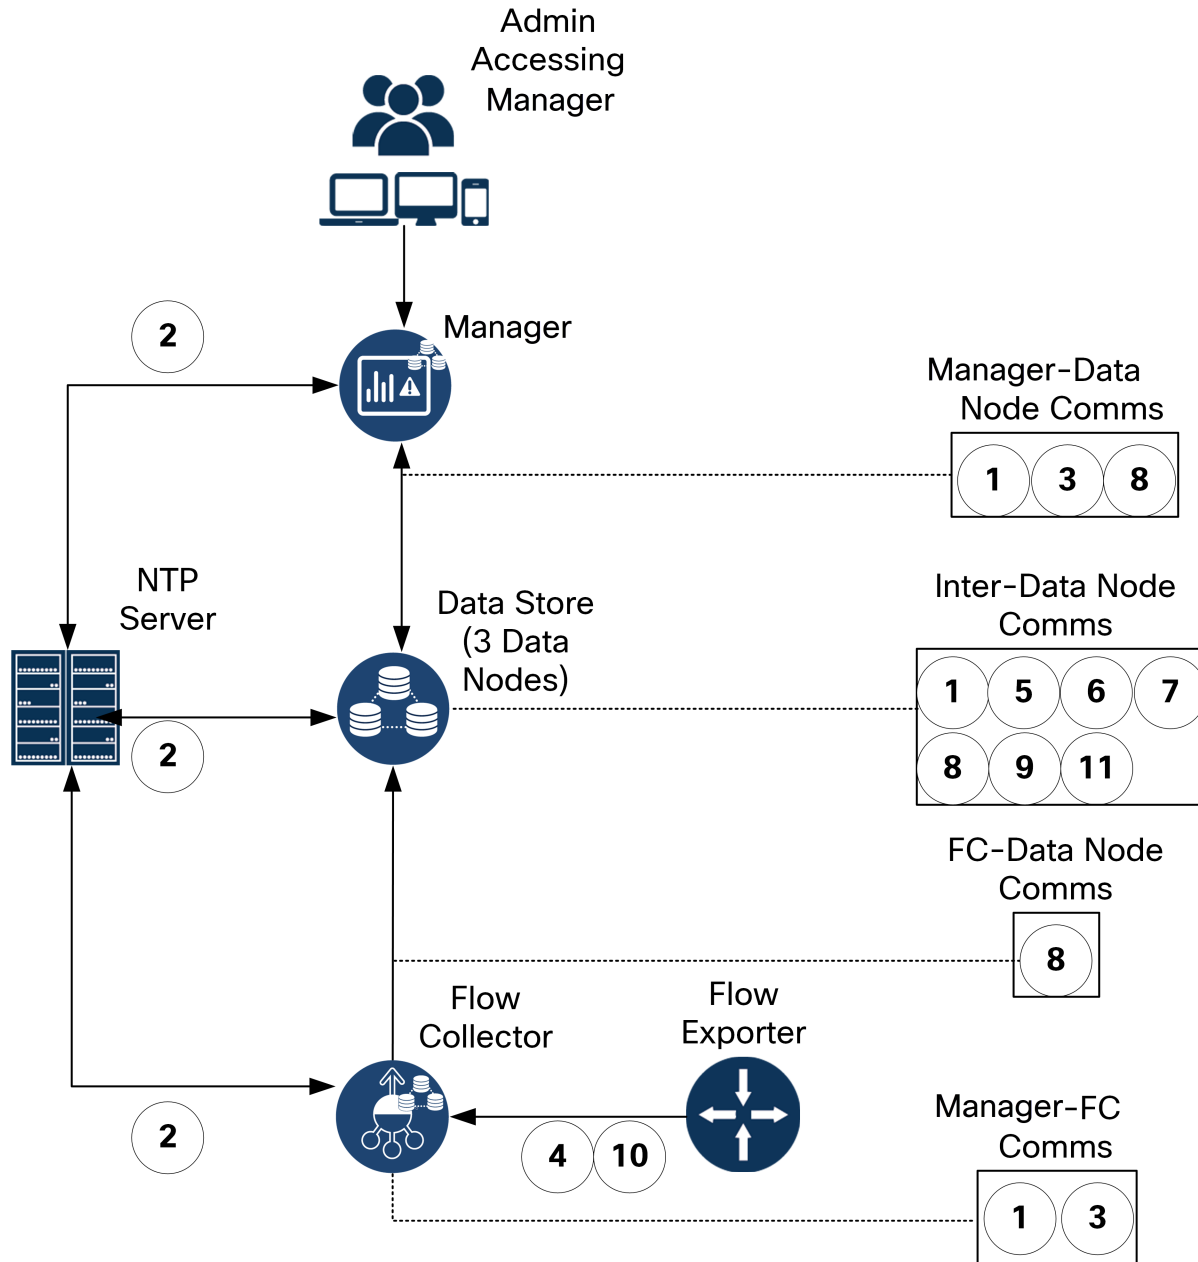 Admin
Accessing
Manager
2
Manager
Manager-Data
Node Comms
1 3 8
NTP
Server
Data Store
(3 Data
Nodes)
Inter-Data Node
Comms
1 5 6 7
8 9 11
2
FC-Data Node
Comms
8
Flow
Collector
Flow
Exporter
4 10
2
Manager-FC
Comms
1 3